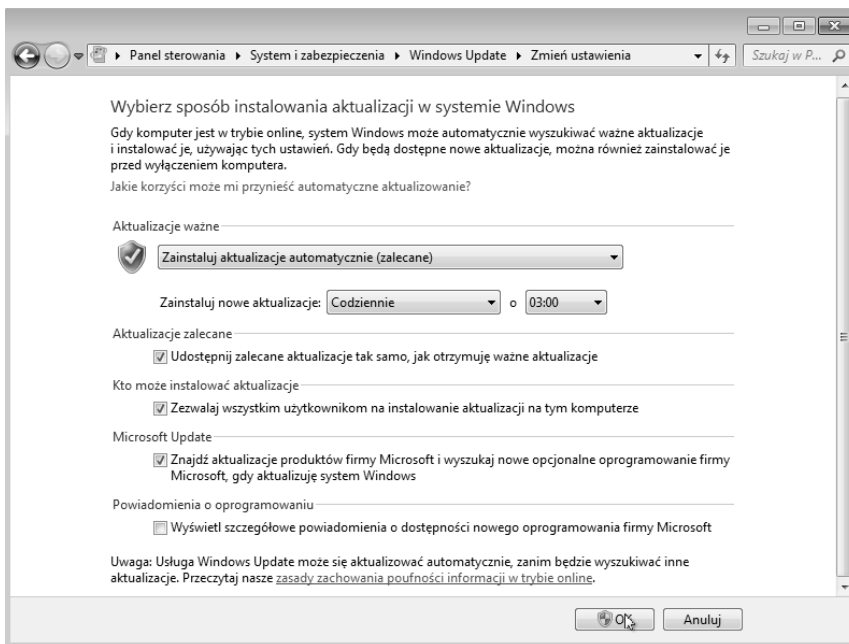 Panel sterowania ▸ System i zabezpieczenia ▸ Windows Update ▸ Zmień ustawienia
Szukaj w P...
Wybierz sposób instalowania aktualizacji w systemie Windows
Gdy komputer jest w trybie online, system Windows może automatycznie wyszukiwać ważne aktualizacje
i instalować je, używając tych ustawień. Gdy będą dostępne nowe aktualizacje, można również zainstalować je
przed wyłączeniem komputera.
Jakie korzyści może mi przynieść automatyczne aktualizowanie?
Aktualizacje ważne
Zainstaluj aktualizacje automatycznie (zalecane)
Zainstaluj nowe aktualizacje: Codziennie o 03:00
Aktualizacje zalecane
Udostępnij zalecane aktualizacje tak samo, jak otrzymuję ważne aktualizacje
Kto może instalować aktualizacje
Zezwalaj wszystkim użytkownikom na instalowanie aktualizacji na tym komputerze
Microsoft Update
Znajdź aktualizacje produktów firmy Microsoft i wyszukaj nowe opcjonalne oprogramowanie firmy
Microsoft, gdy aktualizuję system Windows
Powiadomienia o oprogramowaniu
Wyświetl szczegółowe powiadomienia o dostępności nowego oprogramowania firmy Microsoft
Uwaga: Usługa Windows Update może się aktualizować automatycznie, zanim będzie wyszukiwać inne
aktualizacje. Przeczytaj nasze zasady zachowania poufności informacji w trybie online.
OK Anuluj